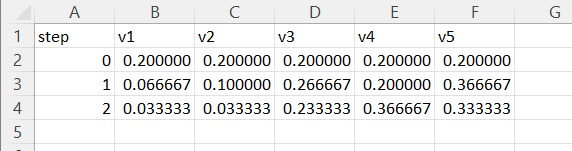 A B C D E F G
1 step v1 v2 v3 v4 v5
2 0 0.200000 0.200000 0.200000 0.200000 0.200000
3 1 0.066667 0.100000 0.266667 0.200000 0.366667
4 2 0.033333 0.033333 0.233333 0.366667 0.333333
5